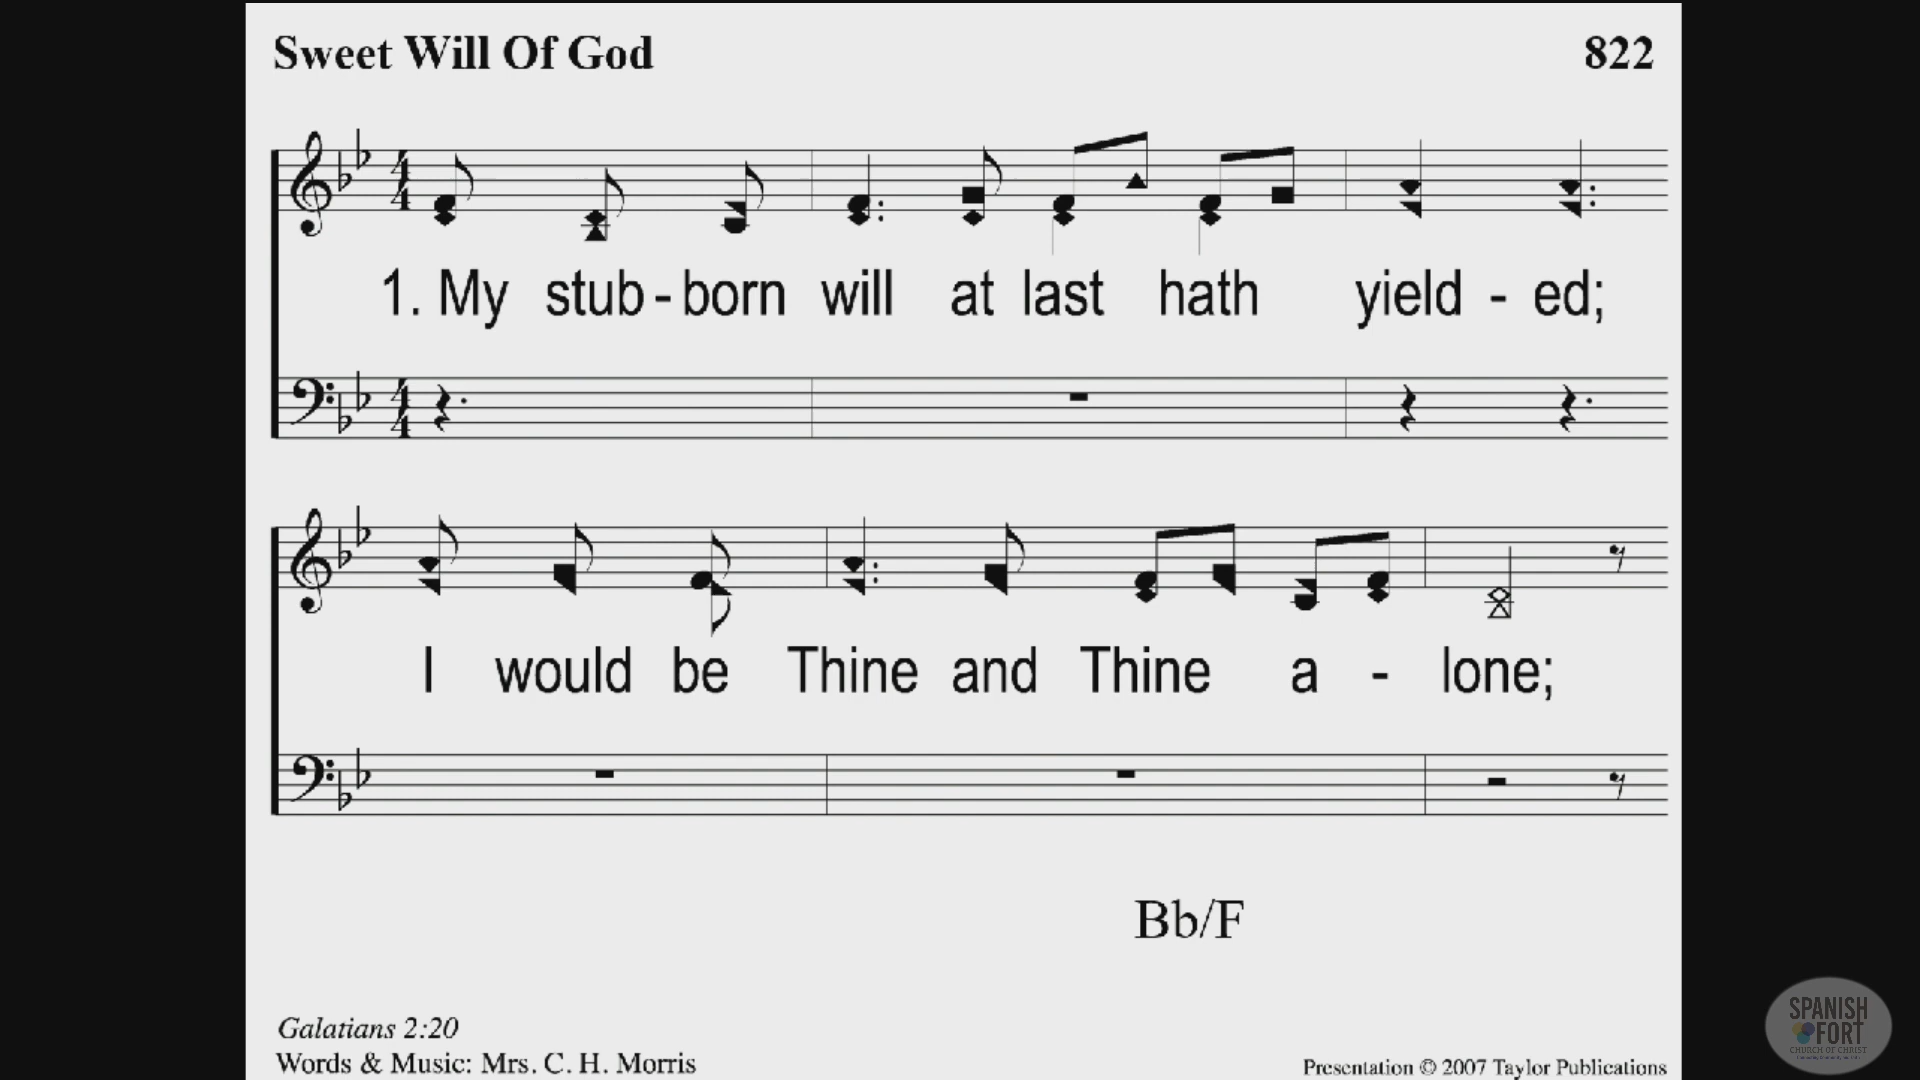 Sweet Will Of God 822
1. My stub - born will at last hath yield - ed;
I would be Thine and Thine a - lone;
Bb/F
Galatians 2:20
Words & Music: Mrs. C. H. Morris
Presentation © 2007 Taylor Publications
SPANISH
FORT
CHURCH OF CHRIST